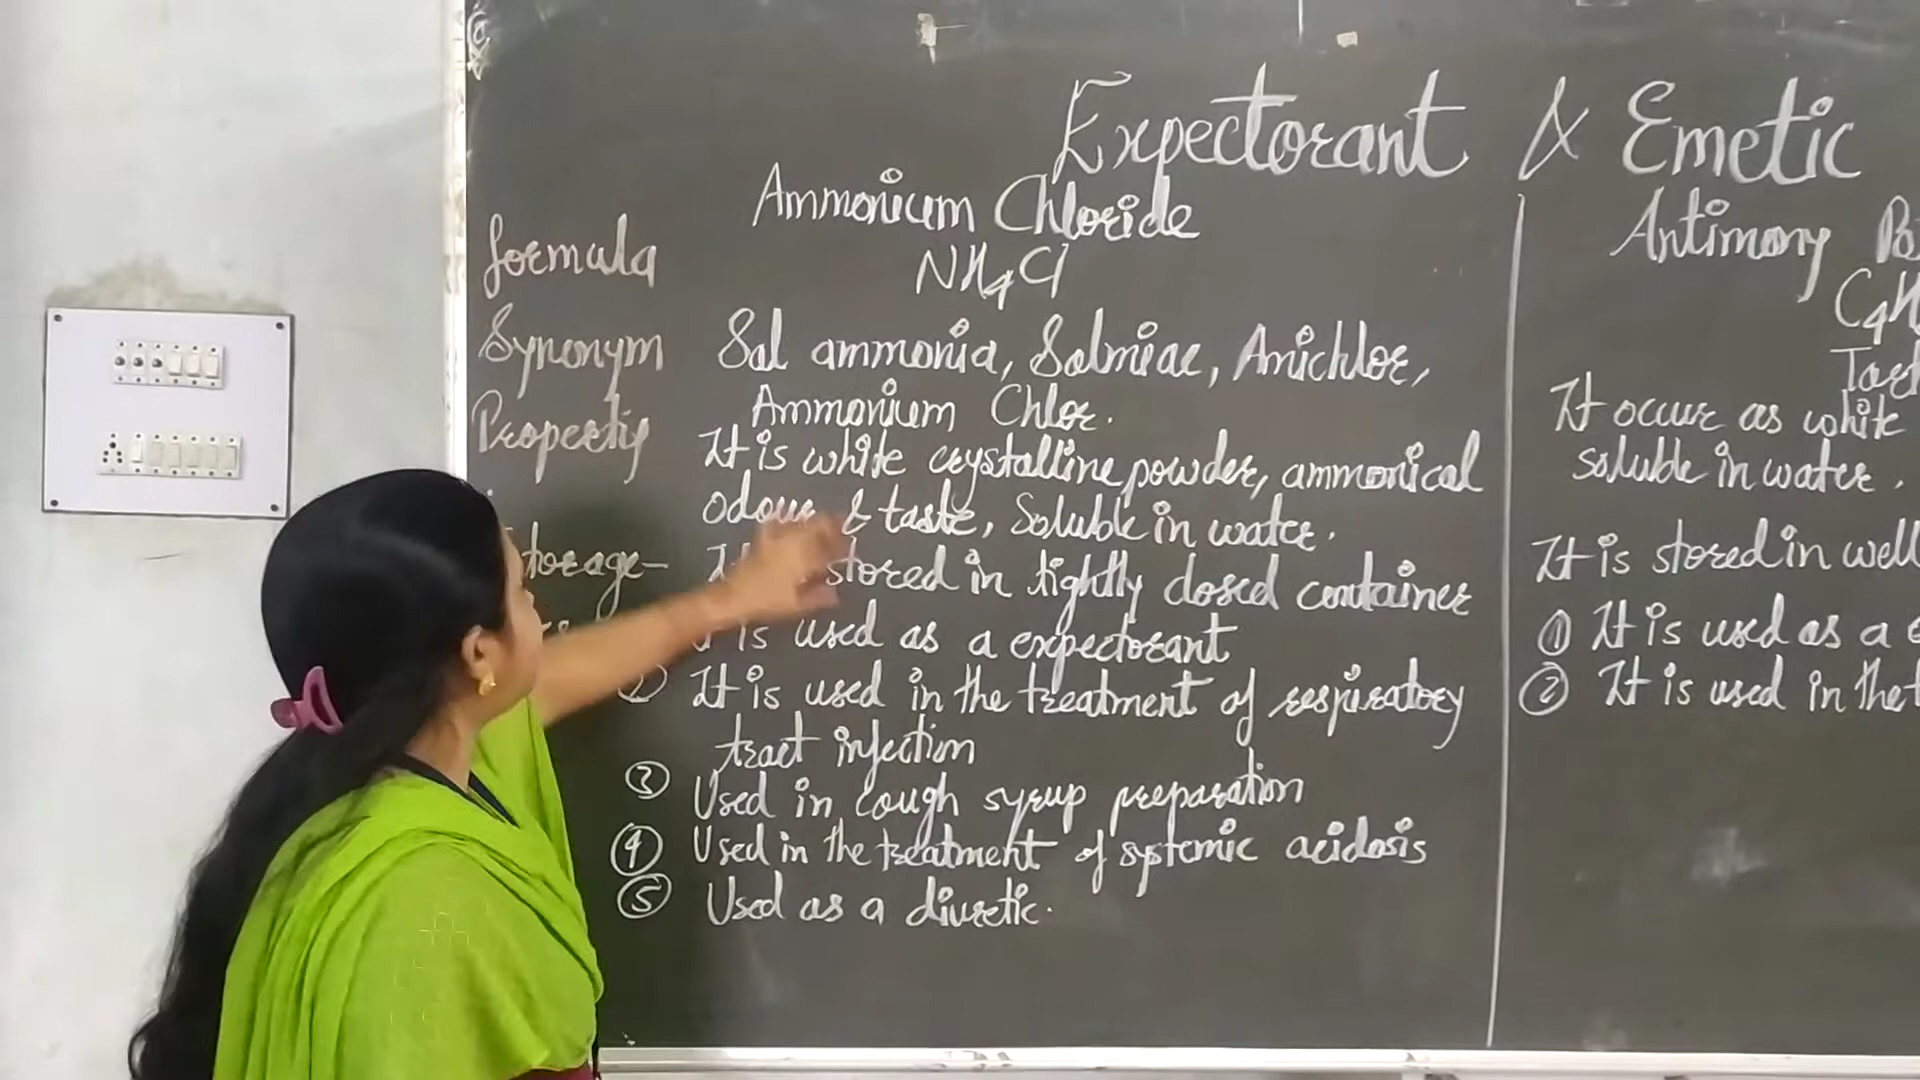 Expectorant & Emetic
Ammonium Chloride
formula NH4Cl
Synonym Sal ammonia, Salmiac, Amichlor,
Ammonium Chlor.
Property It is white crystalline powder, ammonical
odour & taste, Soluble in water.
stored in tightly closed container
is used as a expectorant
② It is used in the treatment of respiratory
tract infection
③ Used in cough syrup preparation
④ Used in the treatment of systemic acidosis
⑤ Used as a diuretic.
Antimony
C4H
It occur as white
soluble in water.
It is stored in well
① It is used as a
② It is used in the